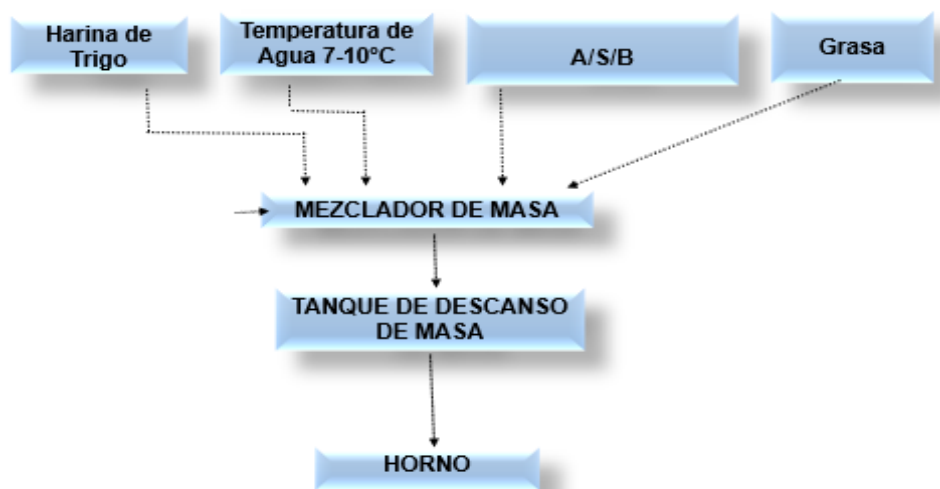 Harina de
Trigo
Temperatura de
Agua 7-10°C
A/S/B
Grasa
MEZCLADOR DE MASA
TANQUE DE DESCANSO
DE MASA
HORNO